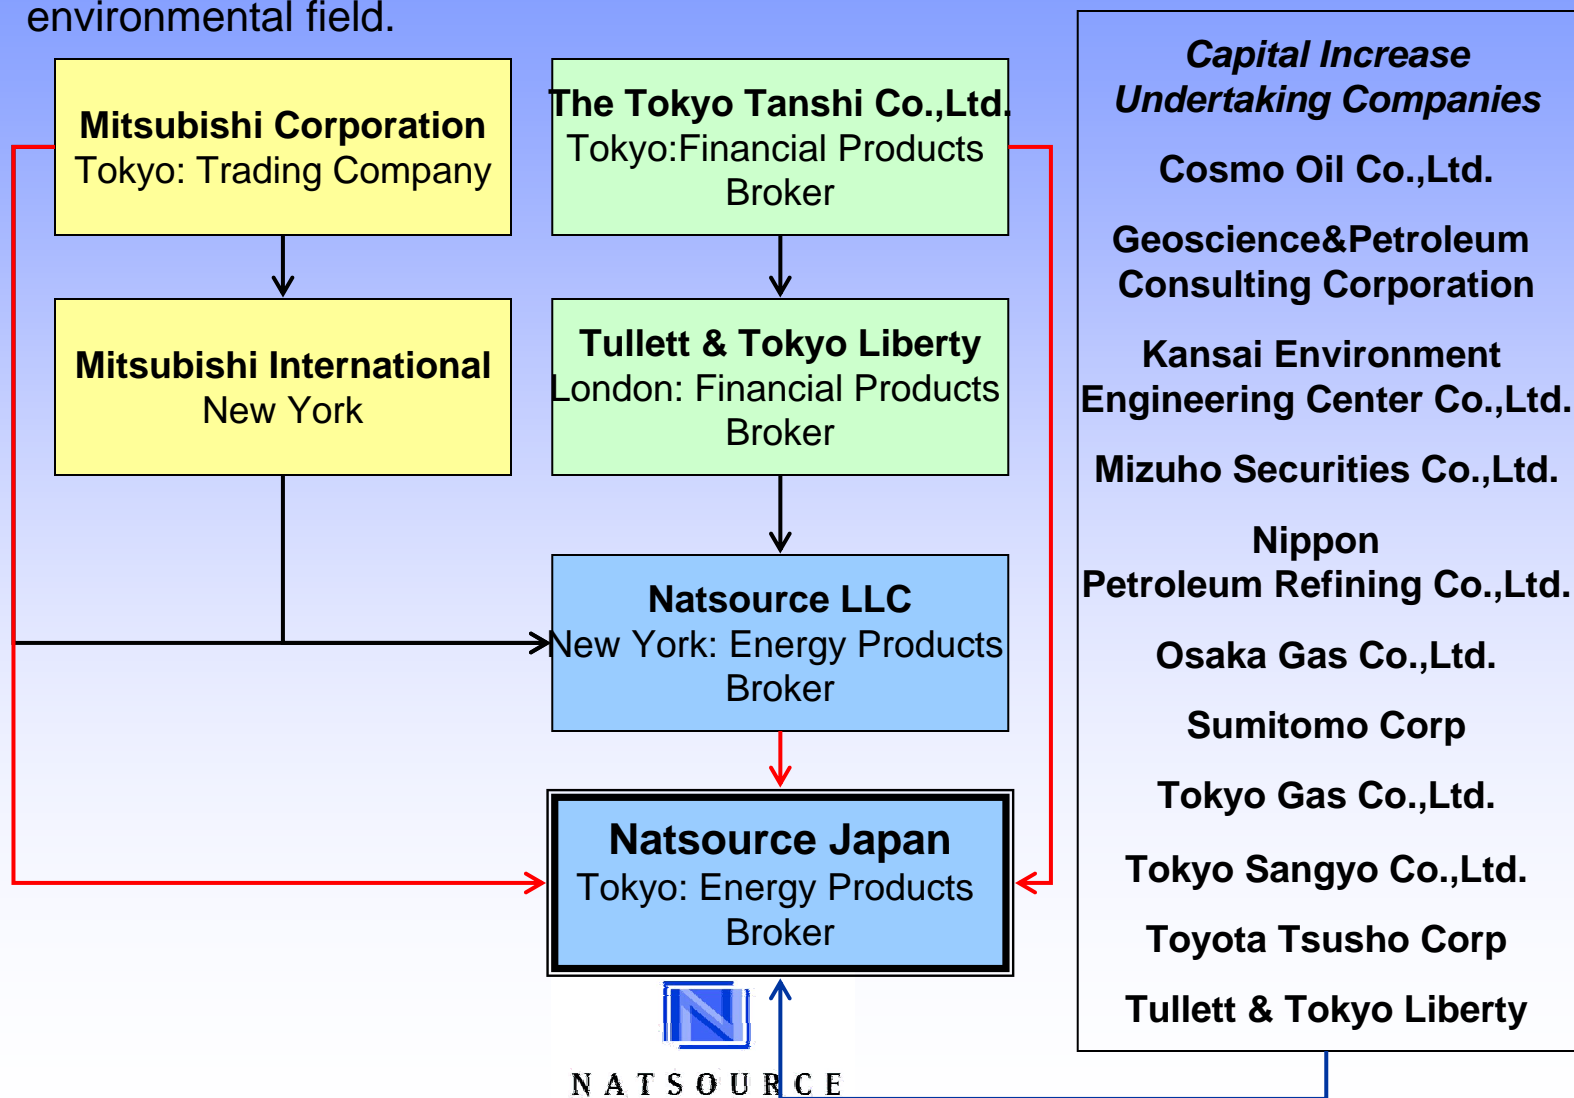 environmental field.
Mitsubishi Corporation
Tokyo: Trading Company
The Tokyo Tanshi Co.,Ltd.
Tokyo:Financial Products
Broker
Mitsubishi International
New York
Tullett & Tokyo Liberty
London: Financial Products
Broker
Natsource LLC
New York: Energy Products
Broker
Natsource Japan
Tokyo: Energy Products
Broker
N
NATSOURCE
Capital Increase
Undertaking Companies
Cosmo Oil Co.,Ltd.
Geoscience&Petroleum
Consulting Corporation
Kansai Environment
Engineering Center Co.,Ltd.
Mizuho Securities Co.,Ltd.
Nippon
Petroleum Refining Co.,Ltd.
Osaka Gas Co.,Ltd.
Sumitomo Corp
Tokyo Gas Co.,Ltd.
Tokyo Sangyo Co.,Ltd.
Toyota Tsusho Corp
Tullett & Tokyo Liberty